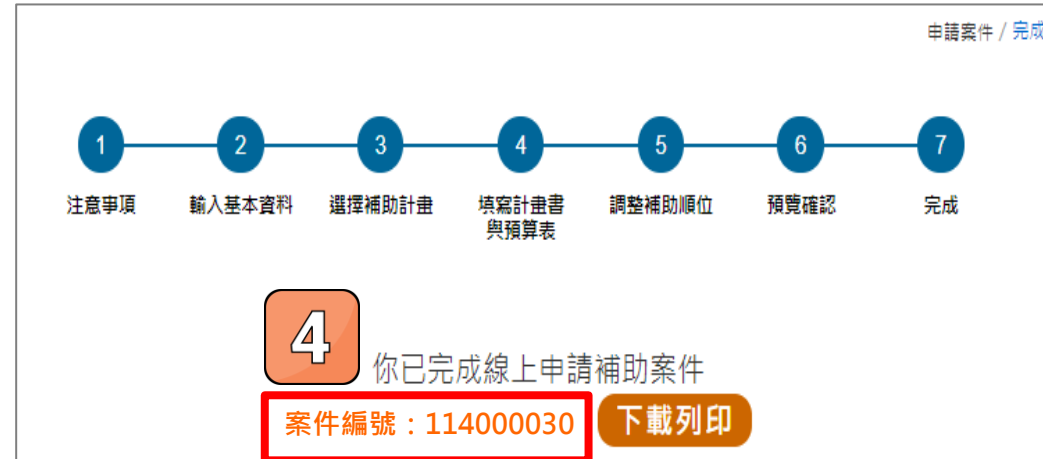 申請案件 / 完成
1 2 3 4 5 6 7
注意事項 輸入基本資料 選擇補助計畫 填寫計畫書 調整補助順位 預覽確認 完成
與預算表
4
你已完成線上申請補助案件
案件編號：114000030 下載列印